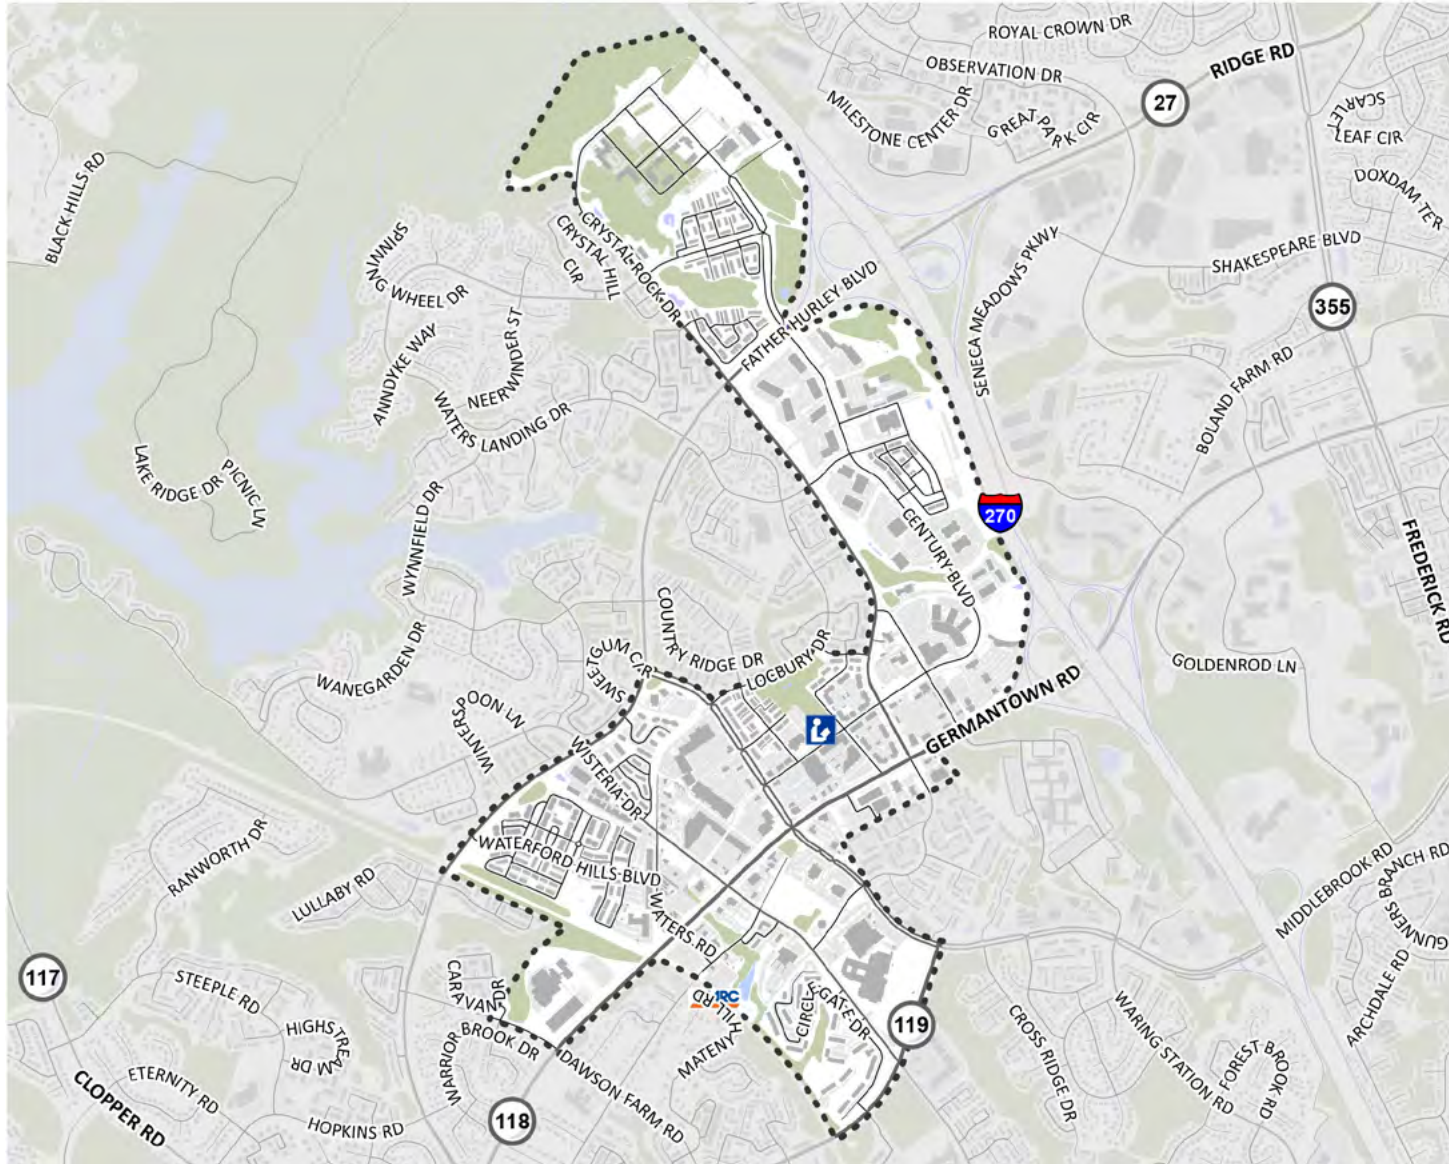 ROYAL CROWN DR
RIDGE RD
OBSERVATION DR
27
MILESTONE CENTER DR
GREAT PARK CIR
SCARLET
LEAF CIR
BLACK HILLS RD
DOXDAM TER
CRYSTAL ROCK DR
CRYSTAL HILL
CIR
SPINNING WHEEL DR
SENECA MEADOWS PKWY
SHAKESPEARE BLVD
355
FATHER HURLEY BLVD
NEERWINDER ST
ANNDYKE WAY
WATERS LANDING DR
BOLAND FARM RD
LAKE RIDGE DR
PICNIC LN
WYNNFIELD DR
270
CENTURY BLVD
FREDERICK RD
COUNTRY RIDGE DR
LOCBURY DR
SWEETGUM CIR
WANEGARDEN DR
GOLDENROD LN
WINTERSPOON LN
GERMANTOWN RD
WISTERIA DR
RANWORTH DR
WATERFORD HILLS BLVD
LULLABY RD
WATERS RD
MIDDLEBROOK RD
GUNNERS BRANCH RD
117
STEEPLE RD
CARAVAN DR
HILL RD
MATENY
RC
CIRCLE
GATE DR
119
ARCHDALE RD
HIGHSTREAM DR
WARRIOR BROOK DR
DAWSON FARM RD
CROSS RIDGE DR
WARING STATION RD
FOREST BROOK RD
ETERNITY RD
CLOPPER RD
HOPKINS RD
118